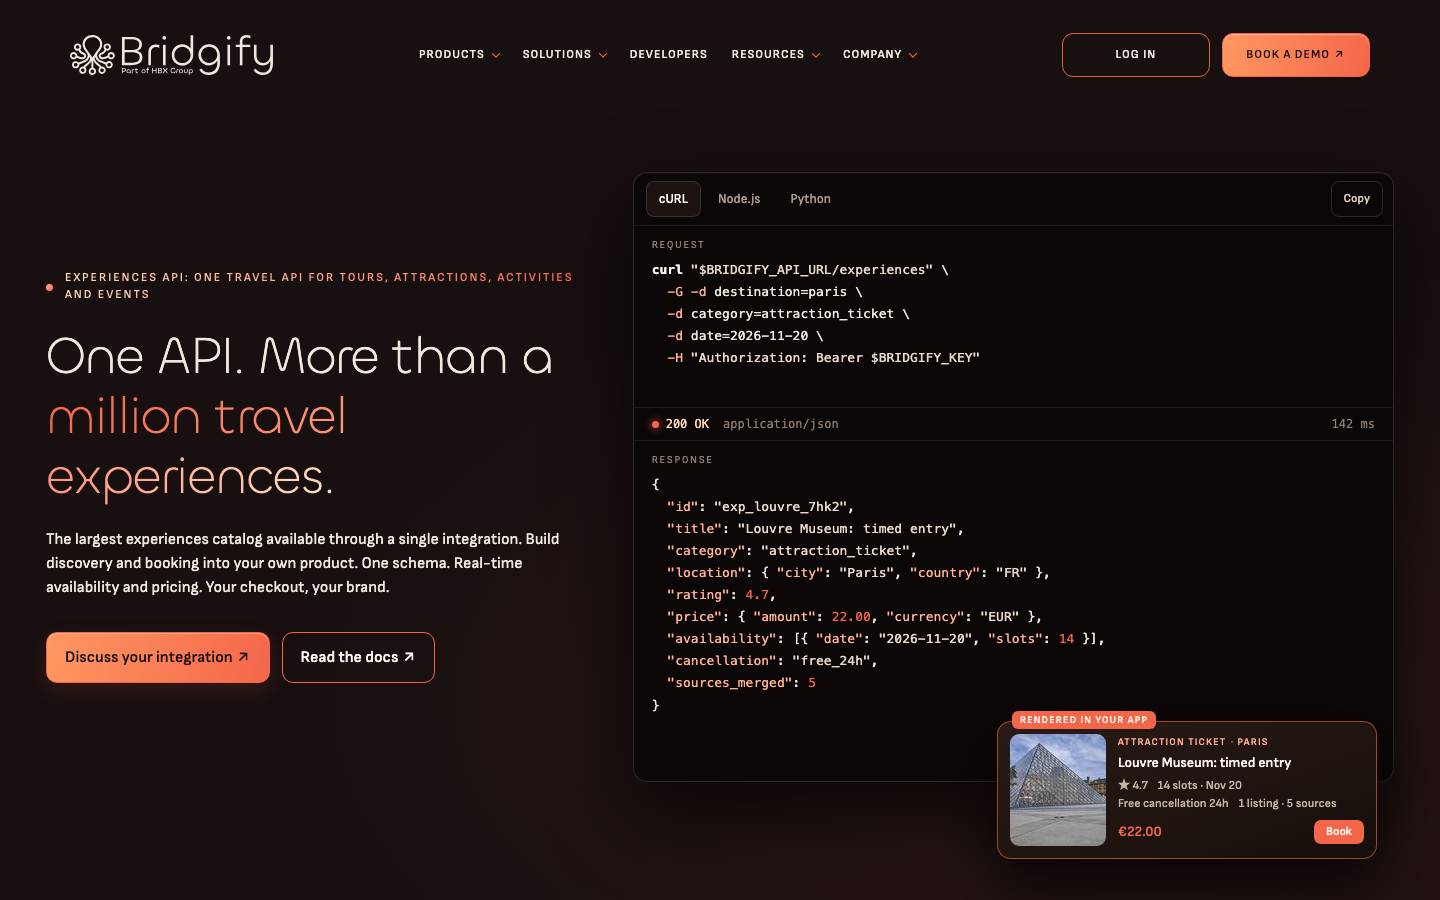 Bridgify
Part of HBX Group
PRODUCTS
SOLUTIONS
DEVELOPERS
RESOURCES
COMPANY
LOG IN
BOOK A DEMO ↗
EXPERIENCES API: ONE TRAVEL API FOR TOURS, ATTRACTIONS, ACTIVITIES
AND EVENTS
One API. More than a
million travel
experiences.
The largest experiences catalog available through a single integration. Build
discovery and booking into your own product. One schema. Real-time
availability and pricing. Your checkout, your brand.
Discuss your integration ↗
Read the docs ↗
cURL
Node.js
Python
Copy
REQUEST
curl "$BRIDGIFY_API_URL/experiences" \
  -G -d destination=paris \
  -d category=attraction_ticket \
  -d date=2026-11-20 \
  -H "Authorization: Bearer $BRIDGIFY_KEY"
200 OK application/json 142 ms
RESPONSE
{
  "id": "exp_louvre_7hk2",
  "title": "Louvre Museum: timed entry",
  "category": "attraction_ticket",
  "location": { "city": "Paris", "country": "FR" },
  "rating": 4.7,
  "price": { "amount": 22.00, "currency": "EUR" },
  "availability": [{ "date": "2026-11-20", "slots": 14 }],
  "cancellation": "free_24h",
  "sources_merged": 5
}
RENDERED IN YOUR APP
ATTRACTION TICKET · PARIS
Louvre Museum: timed entry
★ 4.7 14 slots · Nov 20
Free cancellation 24h 1 listing · 5 sources
€22.00
Book